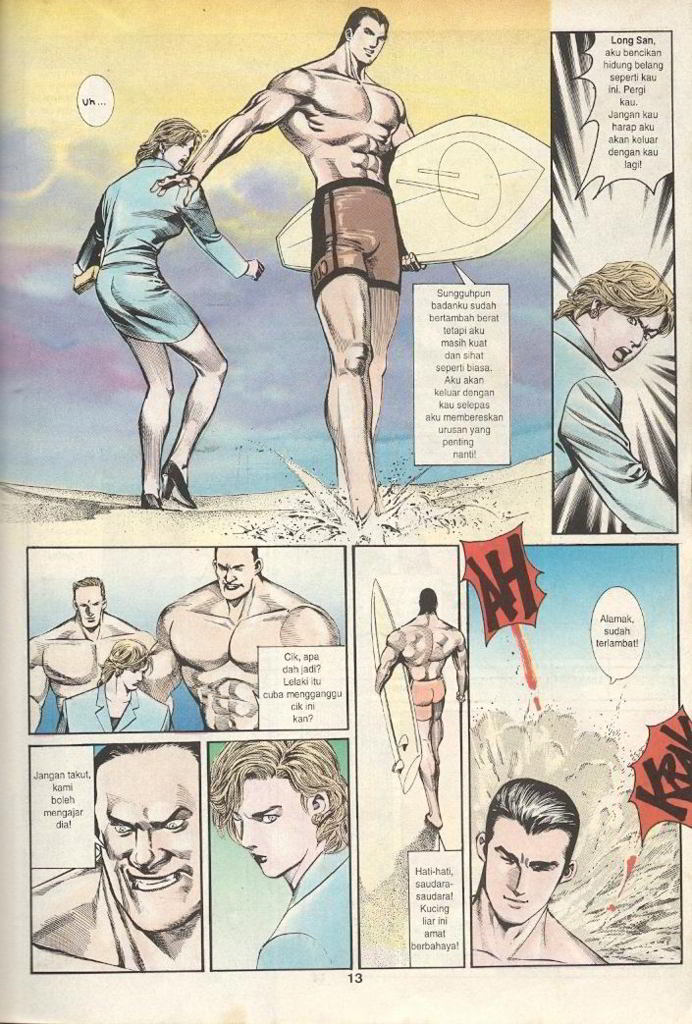 Uh...
Long San,
aku bencikan
hidung belang
seperti kau
ini. Pergi
kau.
Jangan kau
harap aku
akan keluar
dengan kau
lagi!
Sungguhpun
badanku sudah
bertambah berat
tetapi aku
masih kuat
dan sihat
seperti biasa.
Aku akan
keluar dengan
kau selepas
aku membereskan
urusan yang
penting
nanti!
Cik, apa
dah jadi?
Lelaki itu
cuba mengganggu
cik ini
kan?
Jangan takut,
kami
boleh
mengajar
dia!
Hati-hati,
saudara-
saudara!
Kucing
liar ini
amat
berbahaya!
AH
Alamak,
sudah
terlambat!
KRAK
13